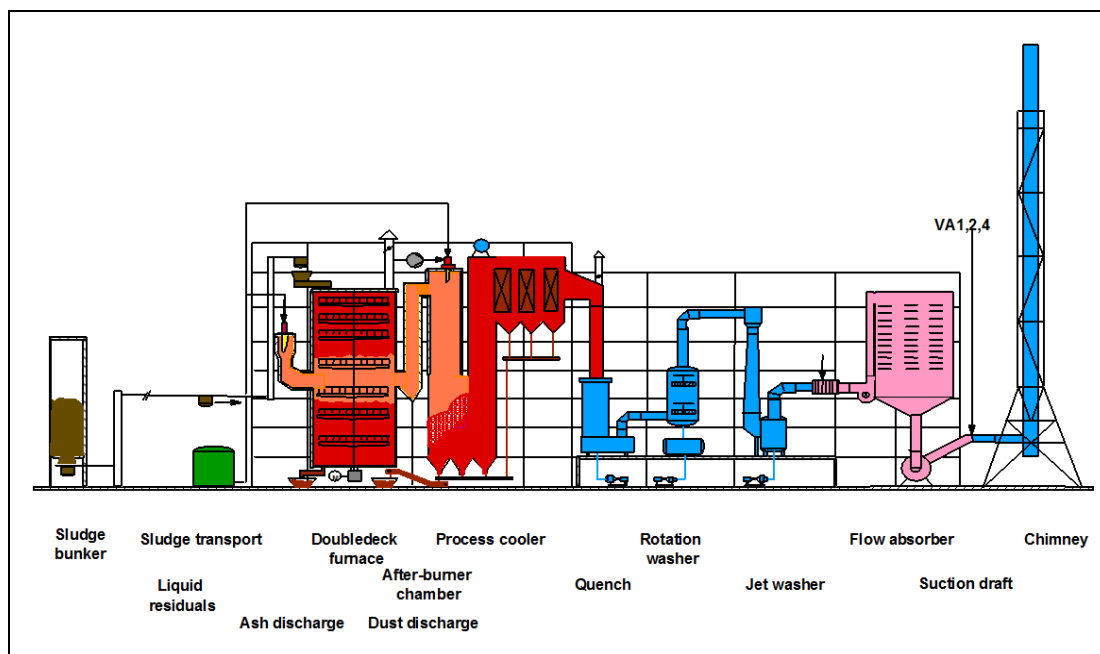 VA1,2,4
Sludge
bunker
Sludge transport
Doubledeck
furnace
Process cooler
Rotation
washer
Flow absorber
Chimney
Liquid
residuals
After-burner
chamber
Quench
Jet washer
Suction draft
Ash discharge
Dust discharge